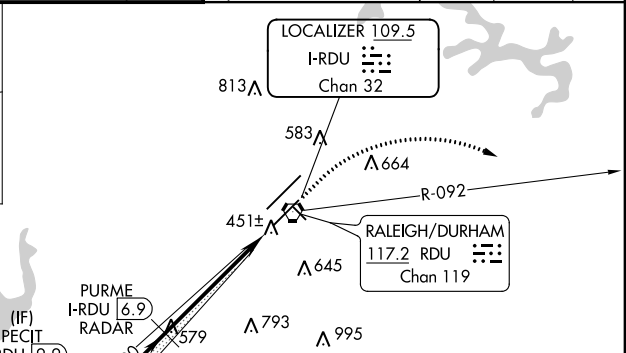 LOCALIZER 109.5
I-RDU
Chan 32
813
583
664
R-092
451±
RALEIGH/DURHAM
117.2 RDU
Chan 119
645
PURME
I-RDU 6.9
RADAR
(IF)
579
793
995